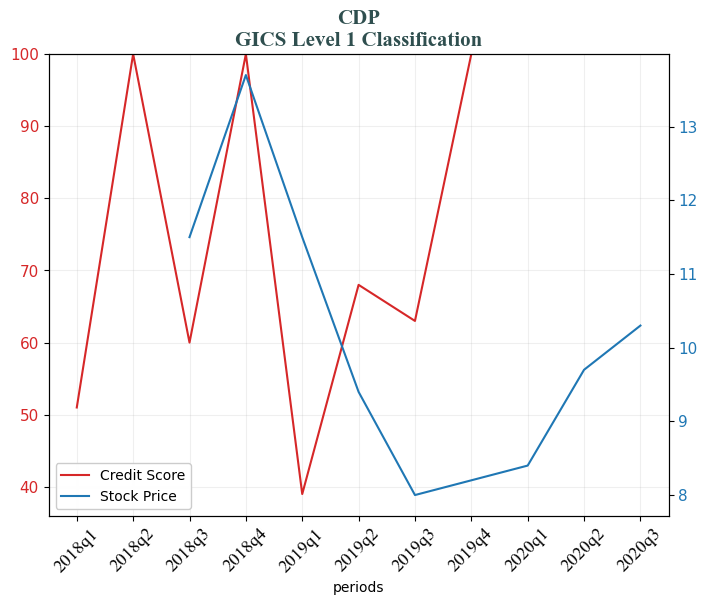 CDP
GICS Level 1 Classification
100
90
80
70
60
50
40
13
12
11
10
9
8
Credit Score
Stock Price
2018q1
2018q2
2018q3
2018q4
2019q1
2019q2
2019q3
2019q4
2020q1
2020q2
2020q3
periods